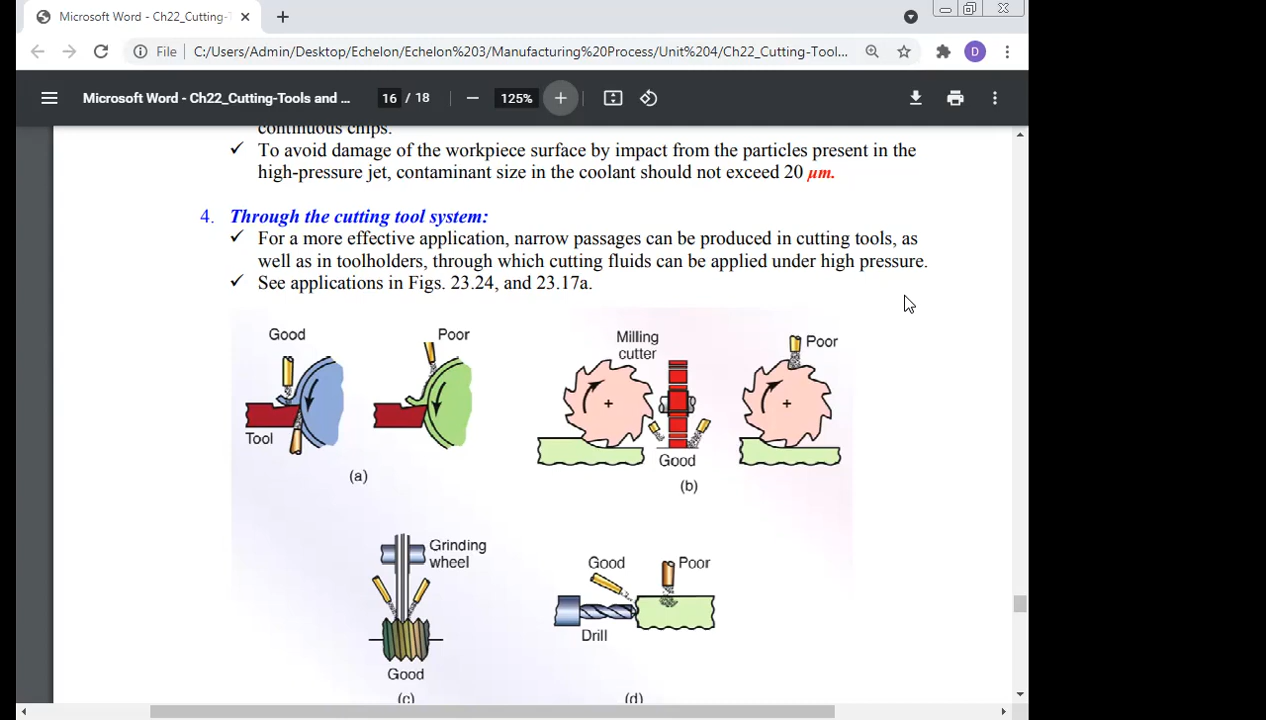 Microsoft Word - Ch22_Cutting-T
File
C:/Users/Admin/Desktop/Echelon/Echelon%203/Manufacturing%20Process/Unit%204/Ch22_Cutting-Tool...
D
Microsoft Word - Ch22_Cutting-Tools and ...
16 / 18
125%
continuous chips.
✓ To avoid damage of the workpiece surface by impact from the particles present in the
high-pressure jet, contaminant size in the coolant should not exceed 20 μm.
4. Through the cutting tool system:
✓ For a more effective application, narrow passages can be produced in cutting tools, as
well as in toolholders, through which cutting fluids can be applied under high pressure.
✓ See applications in Figs. 23.24, and 23.17a.
Good
Poor
Tool
(a)
Milling
cutter
Good
Poor
(b)
Grinding
wheel
Good
(c)
Good
Poor
Drill
(d)